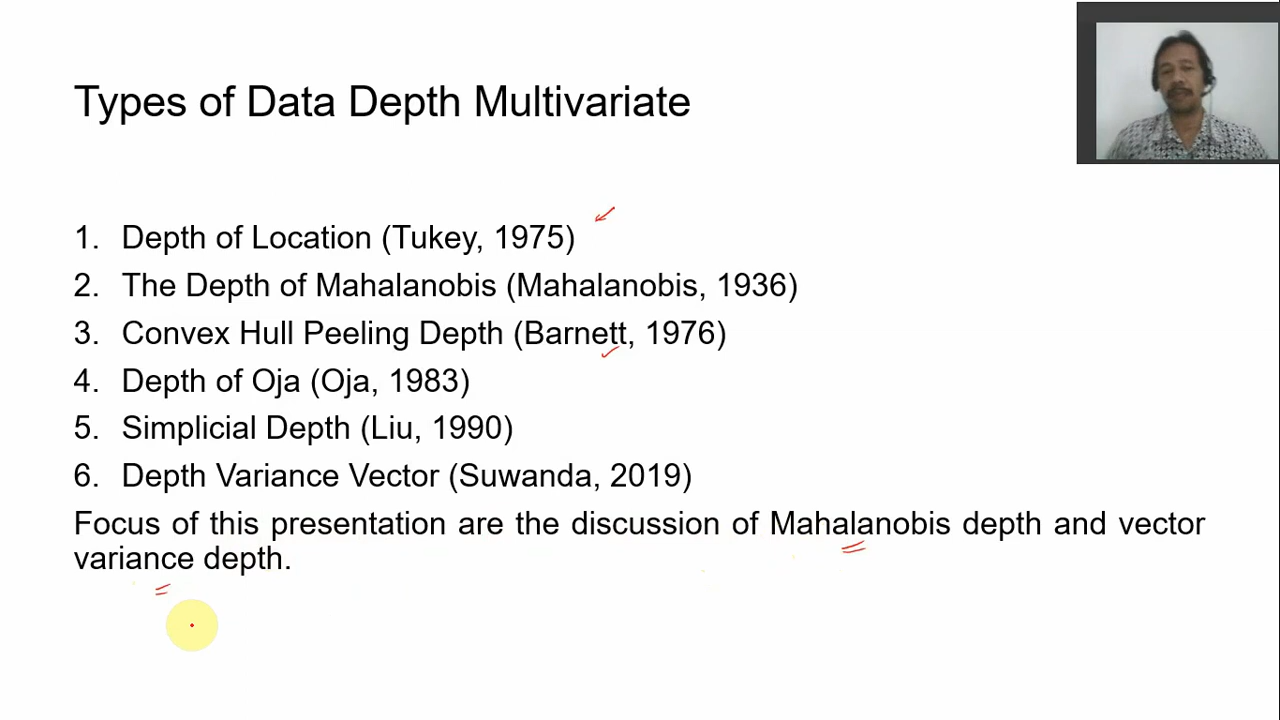 Types of Data Depth Multivariate
1. Depth of Location (Tukey, 1975)
2. The Depth of Mahalanobis (Mahalanobis, 1936)
3. Convex Hull Peeling Depth (Barnett, 1976)
4. Depth of Oja (Oja, 1983)
5. Simplicial Depth (Liu, 1990)
6. Depth Variance Vector (Suwanda, 2019)
Focus of this presentation are the discussion of Mahalanobis depth and vector
variance depth.